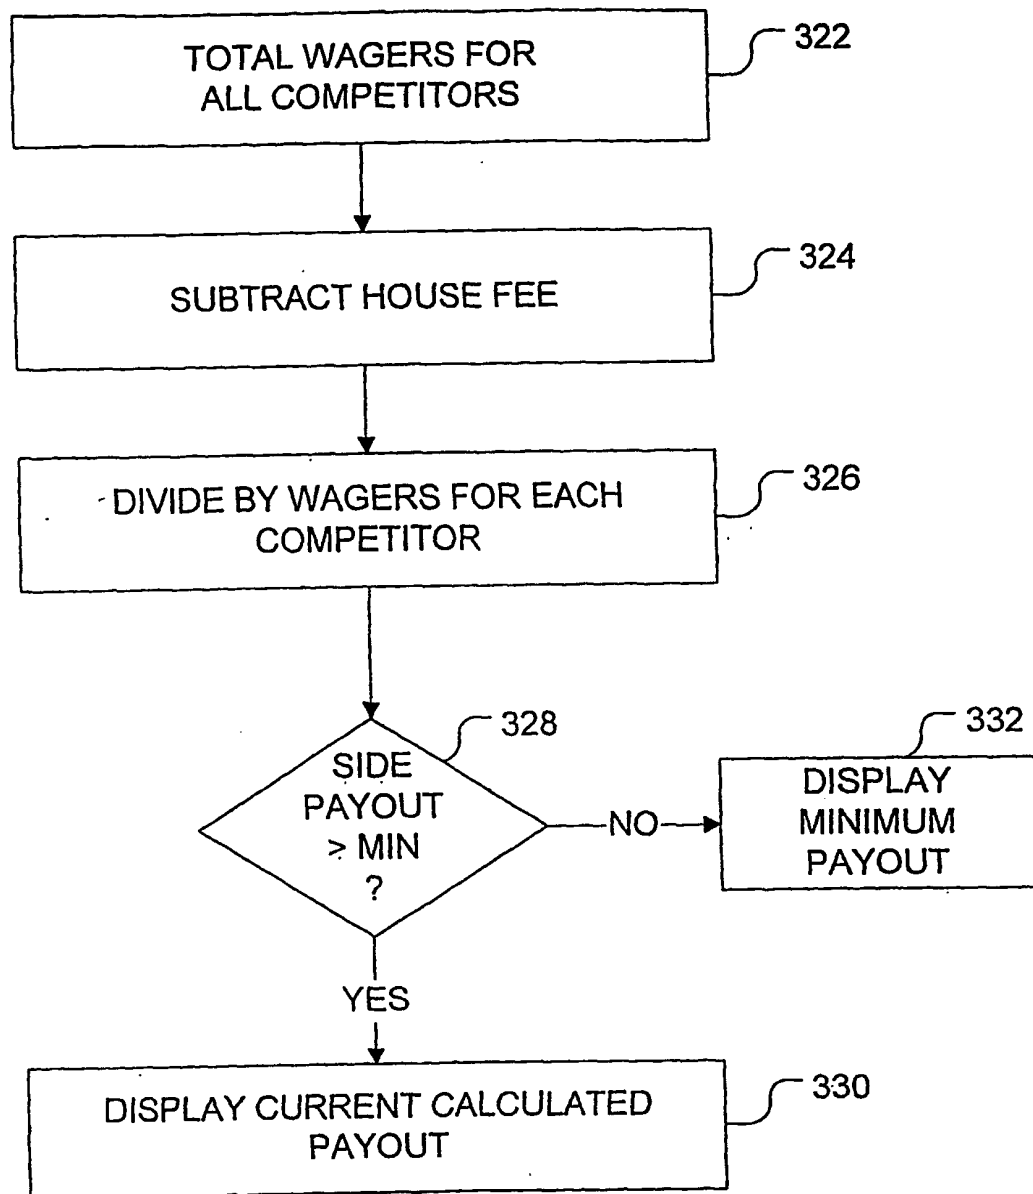 TOTAL WAGERS FOR
ALL COMPETITORS
322
SUBTRACT HOUSE FEE
324
DIVIDE BY WAGERS FOR EACH
COMPETITOR
326
SIDE
PAYOUT
> MIN
?
328
NO
DISPLAY
MINIMUM
PAYOUT
332
YES
DISPLAY CURRENT CALCULATED
PAYOUT
330